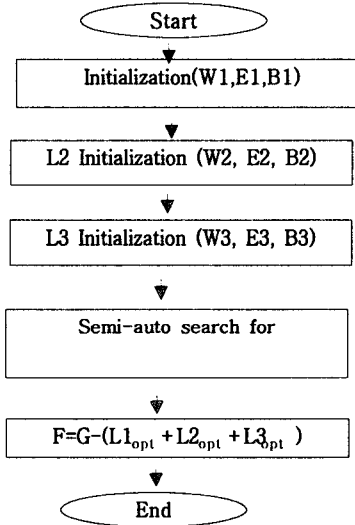 Start
Initialization(W1,E1,B1)
L2 Initialization (W2, E2, B2)
L3 Initialization (W3, E3, B3)
Semi-auto search for
F=G-(L1opt +L2opt +L3opt )
End